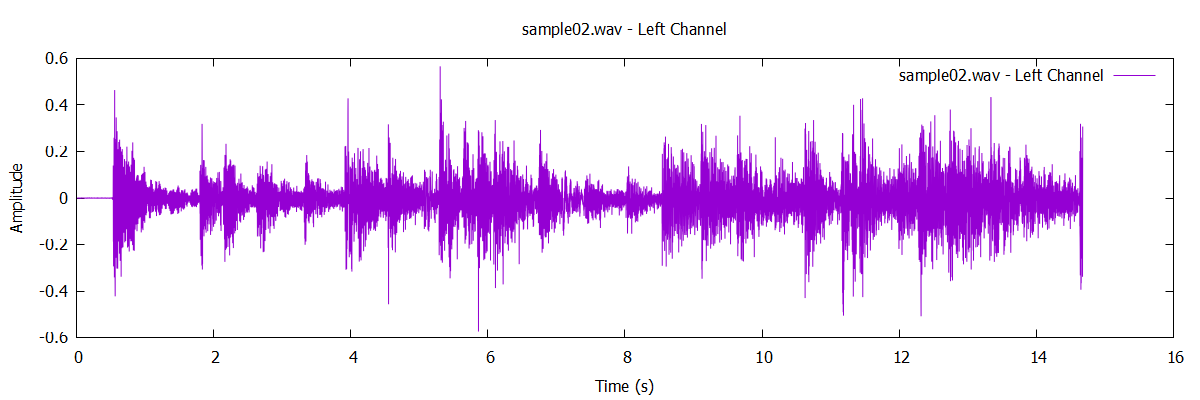 sample02.wav - Left Channel
sample02.wav - Left Channel
0.6
0.4
0.2
0
-0.2
-0.4
-0.6
Amplitude
0 2 4 6 8 10 12 14 16
Time (s)